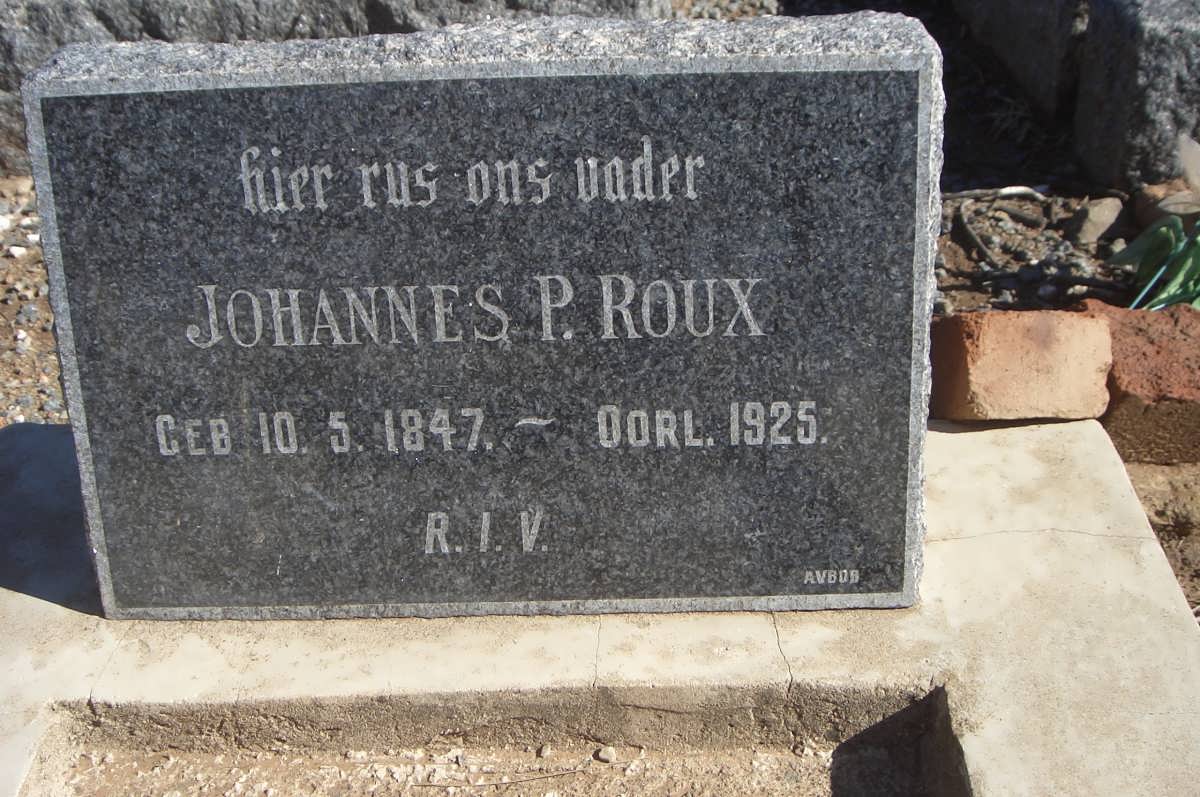 hier rus ons vader
JOHANNES P. ROUX
GEB 10. 5. 1847. ~ OORL. 1925.
R. I. V.
AVBOB